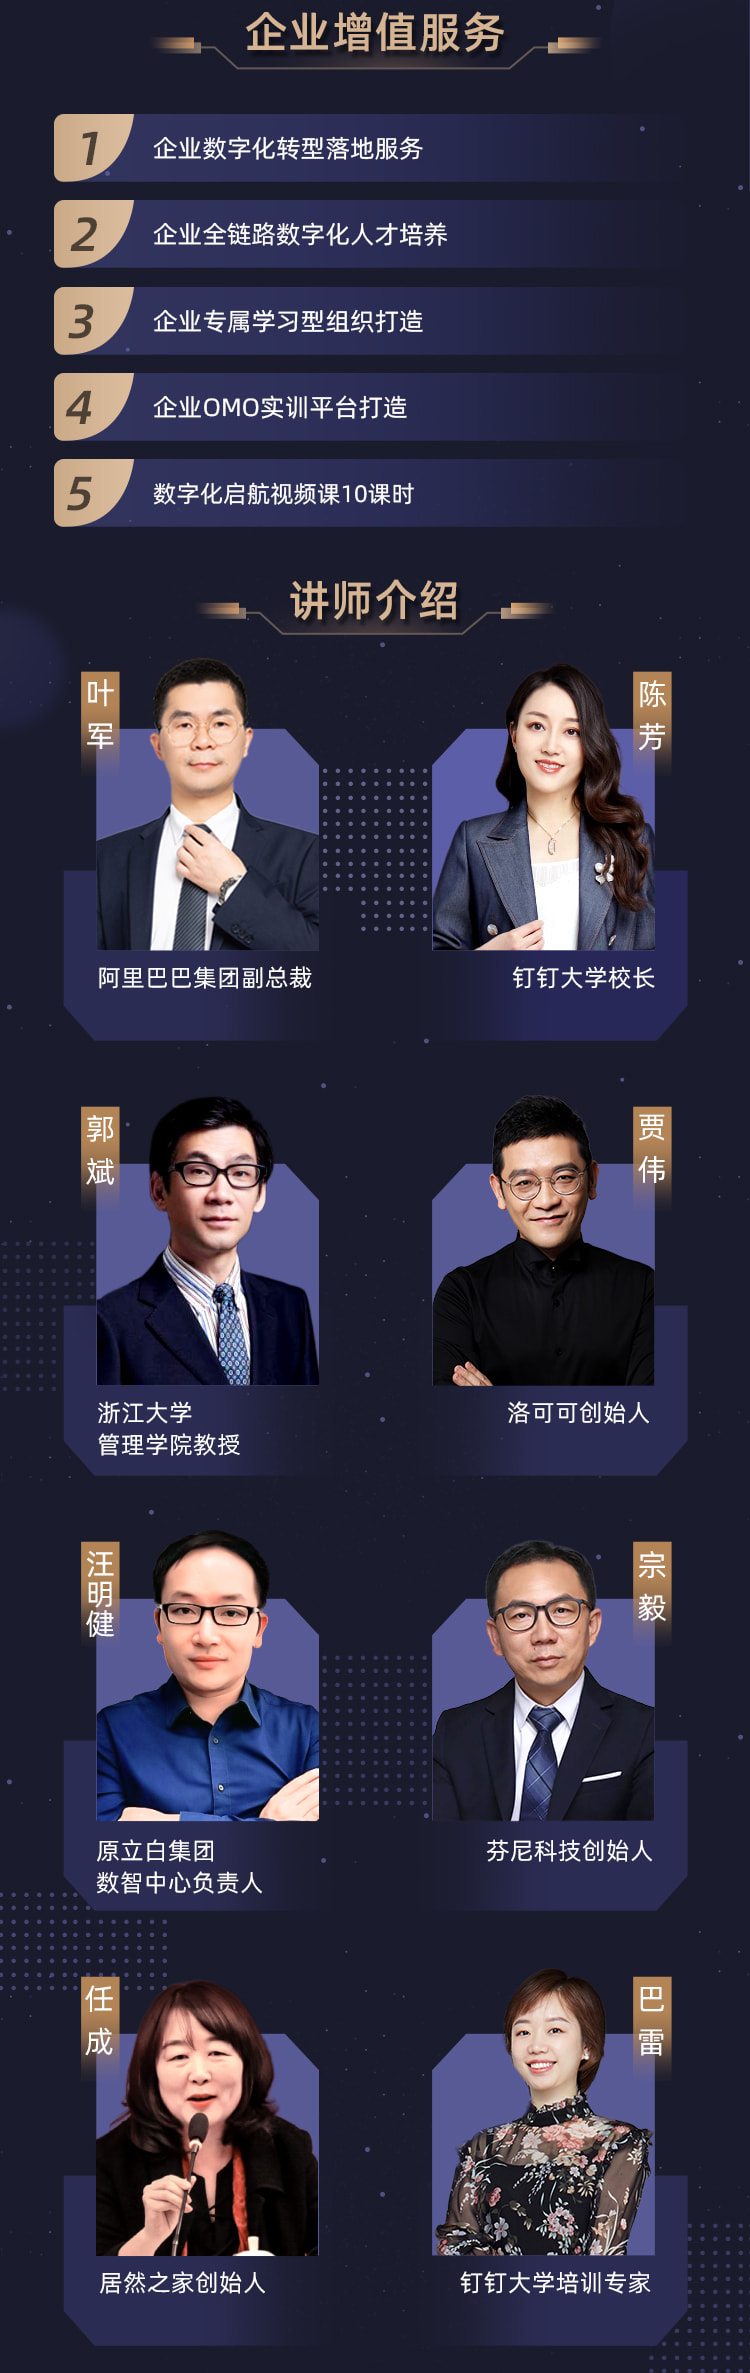 企业增值服务
1
企业数字化转型落地服务
2
企业全链路数字化人才培养
3
企业专属学习型组织打造
4
企业OMO实训平台打造
5
数字化启航视频课10课时
讲师介绍
叶军
阿里巴巴集团副总裁
陈芳
钉钉大学校长
郭斌
浙江大学
管理学院教授
贾伟
洛可可创始人
汪明健
原立白集团
数智中心负责人
宗毅
芬尼科技创始人
任成
居然之家创始人
巴雷
钉钉大学培训专家